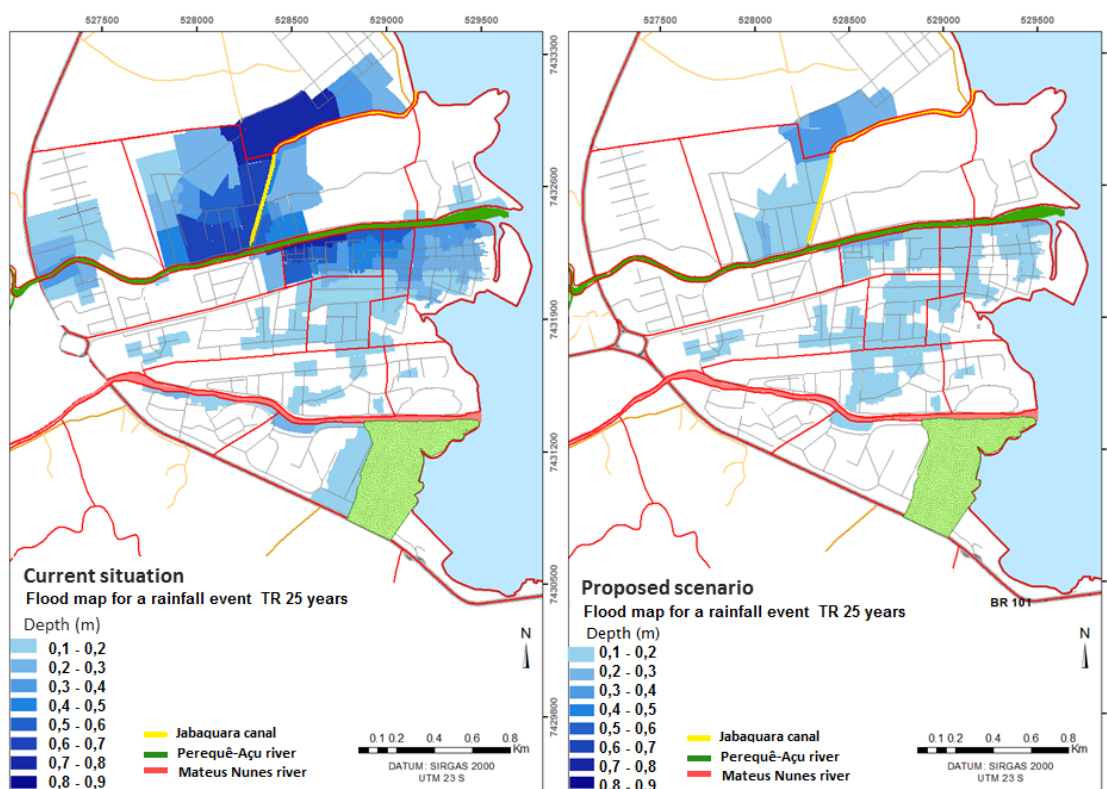 527500 528000 528500 529000 529500
527500 528000 528500 529000 529500
7433300
7432600
7431900
7431200
7430500
7429800
Current situation
Flood map for a rainfall event TR 25 years
Depth (m)
0,1 - 0,2
0,2 - 0,3
0,3 - 0,4
0,4 - 0,5
0,5 - 0,6
0,6 - 0,7
0,7 - 0,8
0,8 - 0,9
Jabaquara canal
Perequê-Açu river
Mateus Nunes river
N
0.1 0.2 0.4 0.6 0.8
Km
DATUM: SIRGAS 2000
UTM 23 S
BR 101
Proposed scenario
Flood map for a rainfall event TR 25 years
Depth (m)
0,1 - 0,2
0,2 - 0,3
0,3 - 0,4
0,4 - 0,5
0,5 - 0,6
0,6 - 0,7
0,7 - 0,8
0,8 - 0,9
Jabaquara canal
Perequê-Açu river
Mateus Nunes river
N
0.1 0.2 0.4 0.6 0.8
Km
DATUM: SIRGAS 2000
UTM 23 S